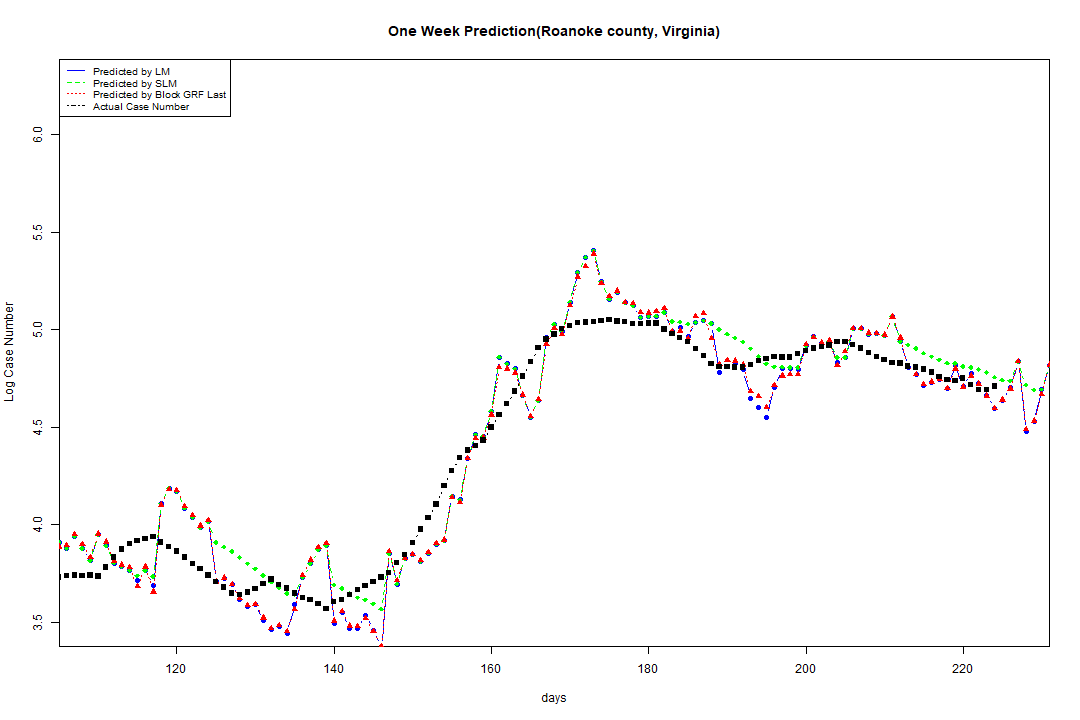 One Week Prediction(Roanoke county, Virginia)
Predicted by LM
Predicted by SLM
Predicted by Block GRF Last
Actual Case Number
6.0
5.5
5.0
4.5
4.0
3.5
Log Case Number
120 140 160 180 200 220
days